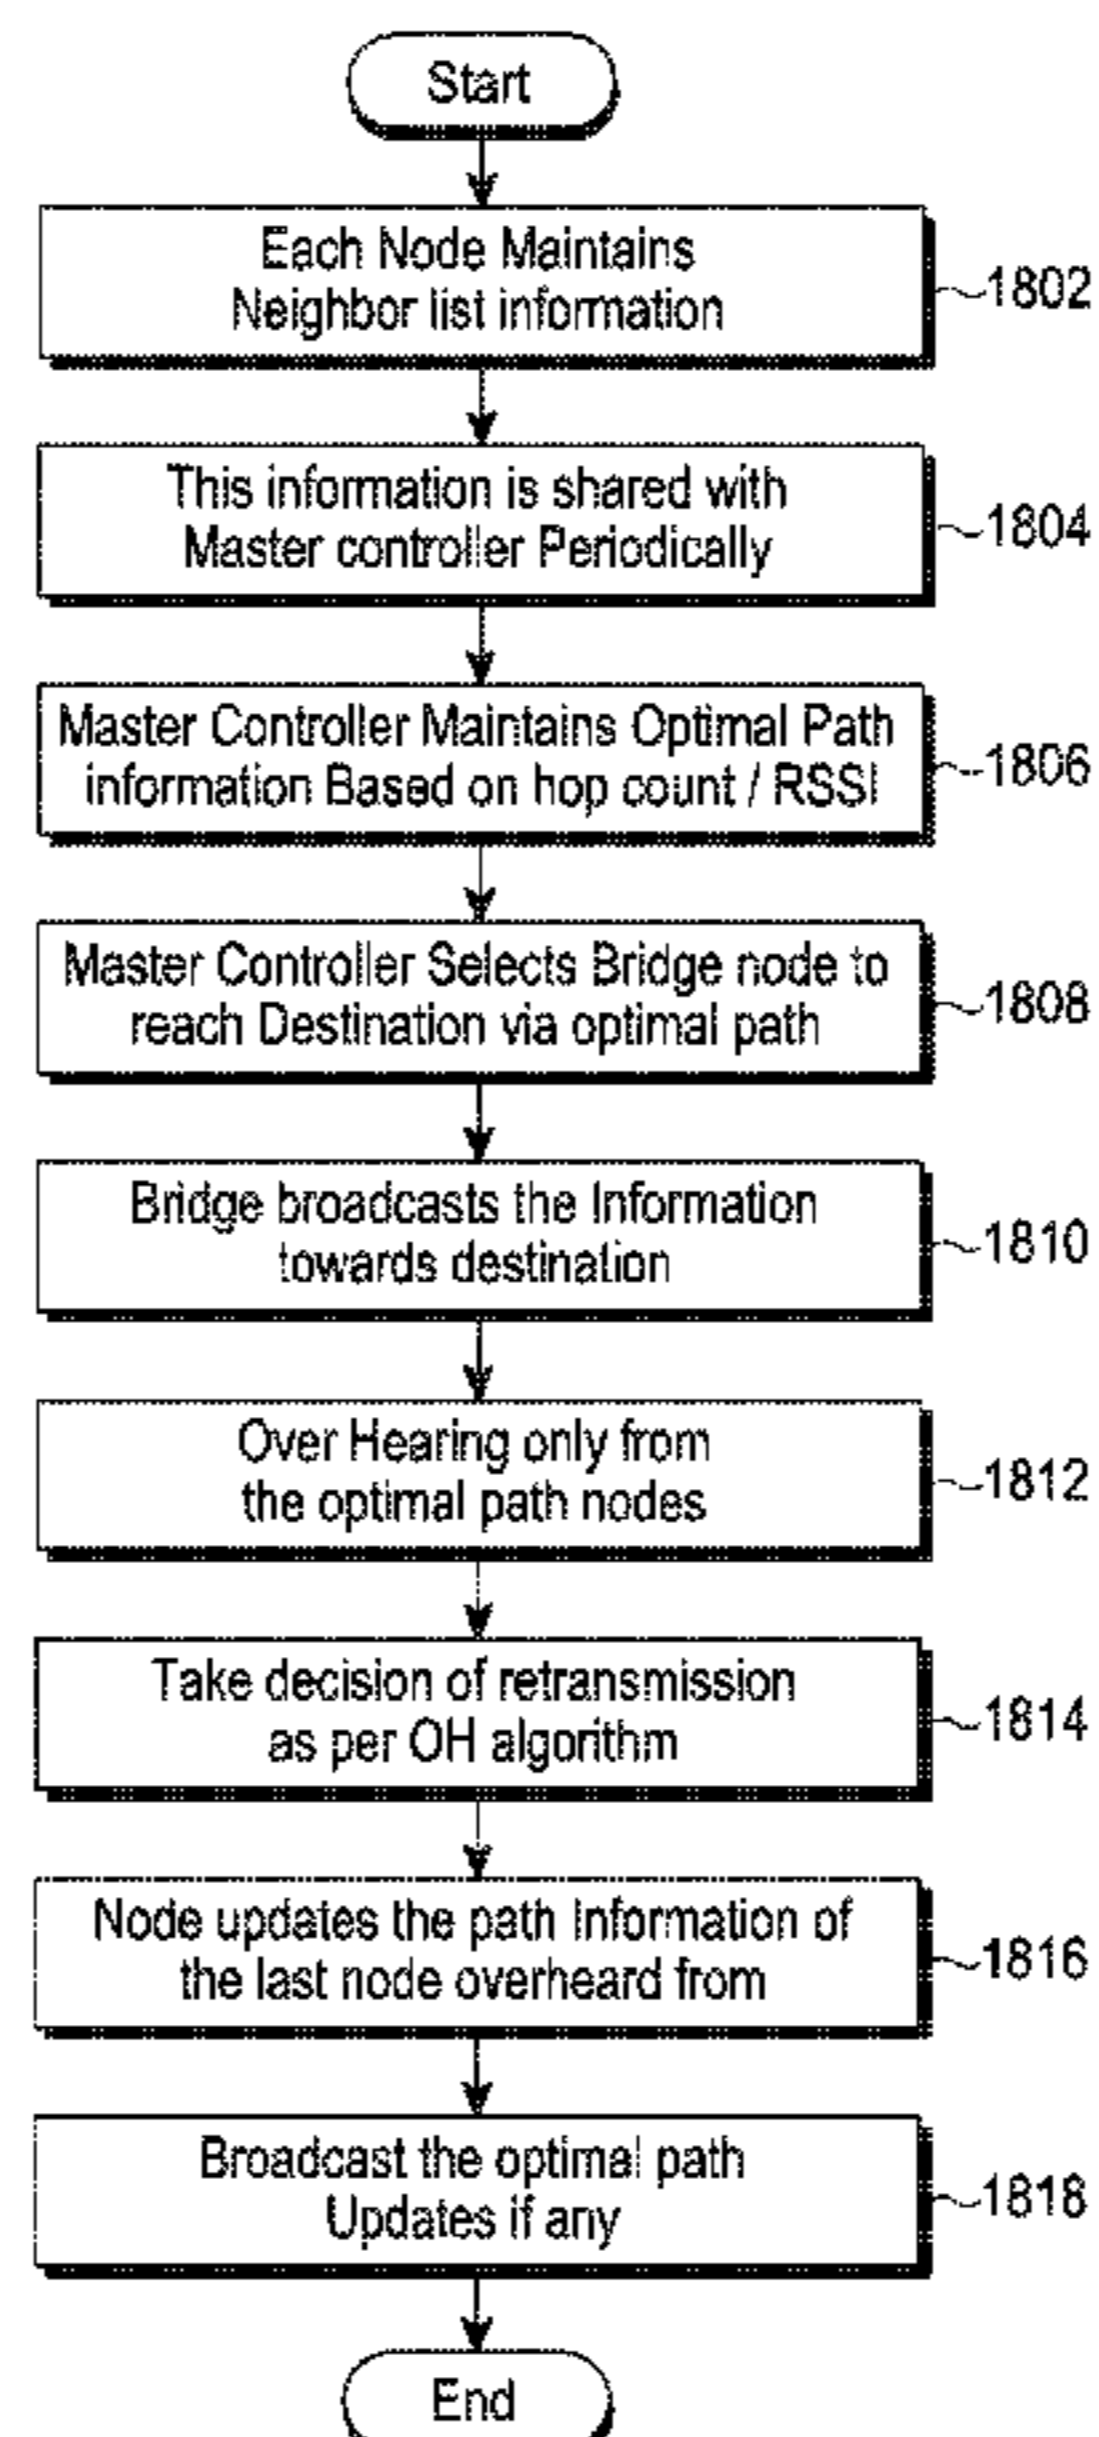 Start
Each Node Maintains
Neighbor list information
1802
This information is shared with
Master controller Periodically
1804
Master Controller Maintains Optimal Path
information Based on hop count / RSSI
1806
Master Controller Selects Bridge node to
reach Destination via optimal path
1808
Bridge broadcasts the Information
towards destination
1810
Over Hearing only from
the optimal path nodes
1812
Take decision of retransmission
as per OH algorithm
1814
Node updates the path Information of
the last node overheard from
1816
Broadcast the optimal path
Updates if any
1818
End